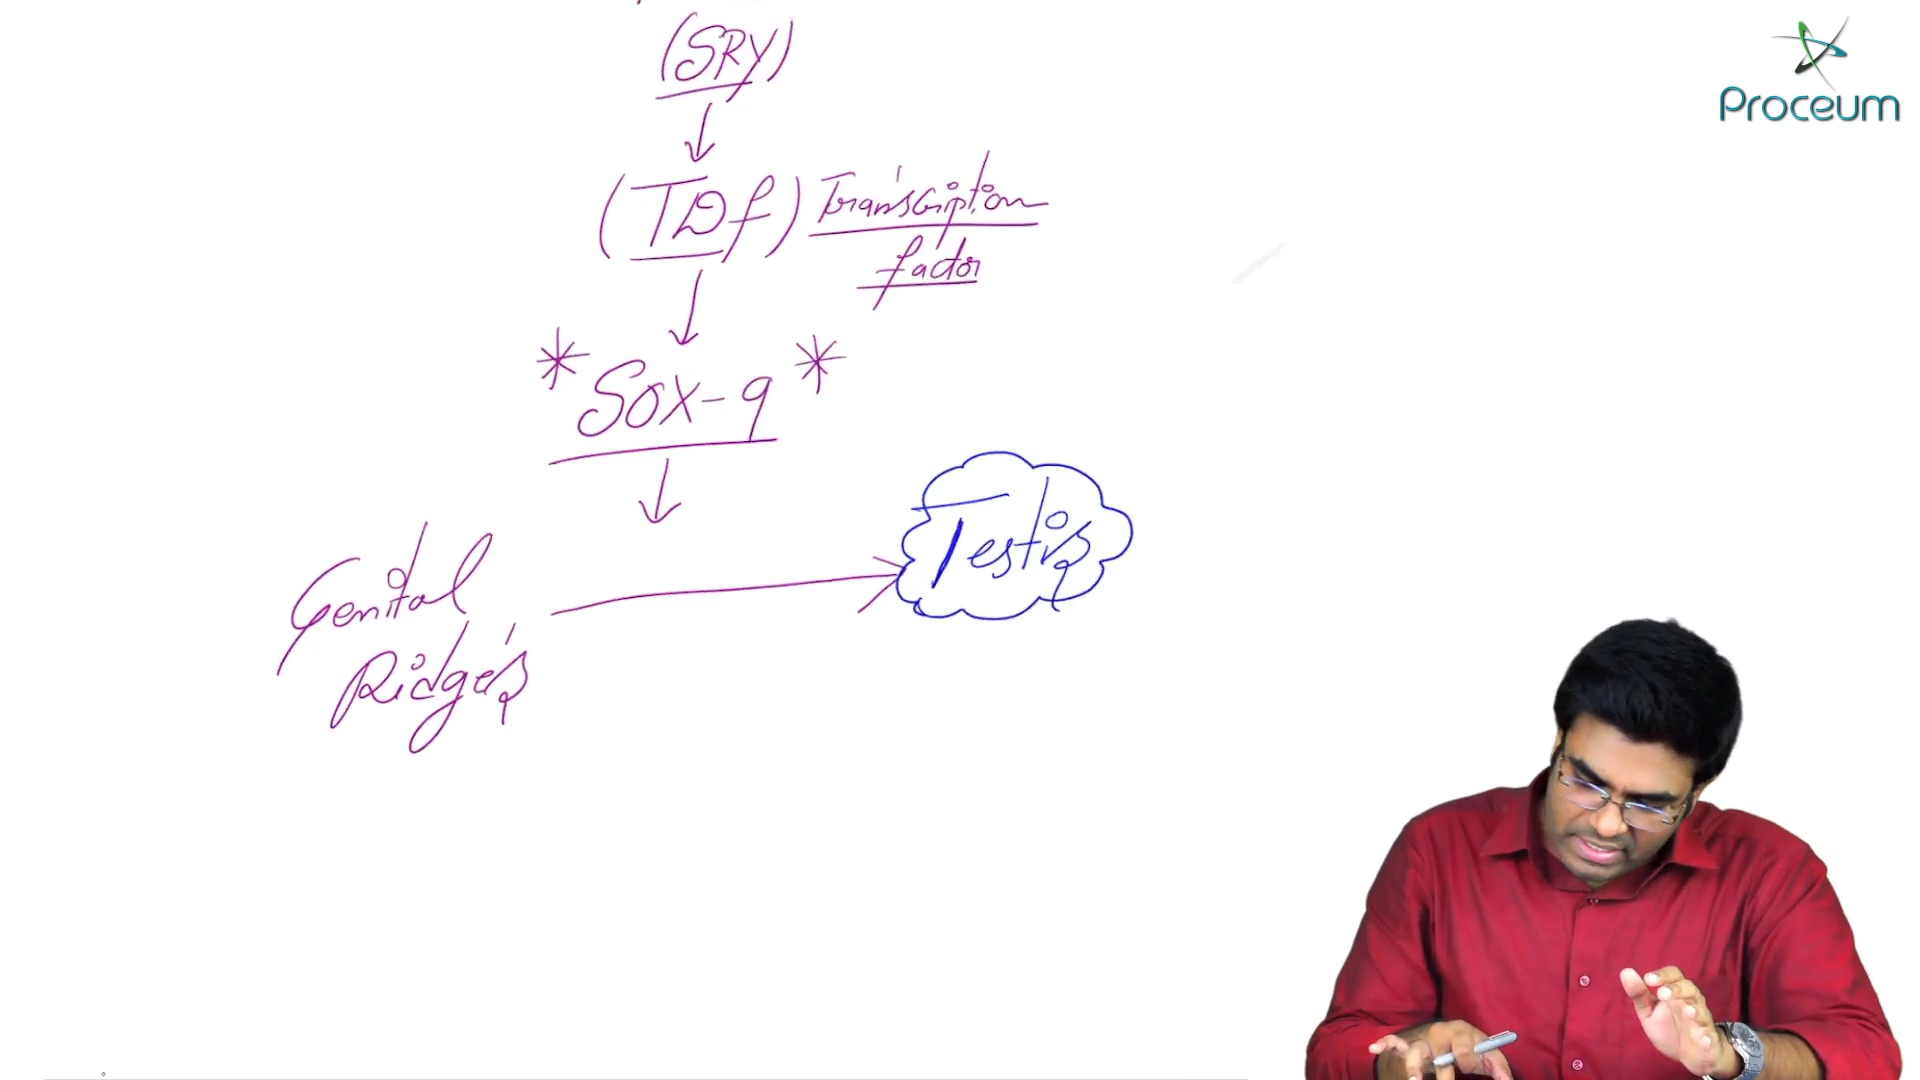 (SRY)
(TDf) Transcription
factor
* Sox-9 *
Genital
Ridges
Testis
Proceum